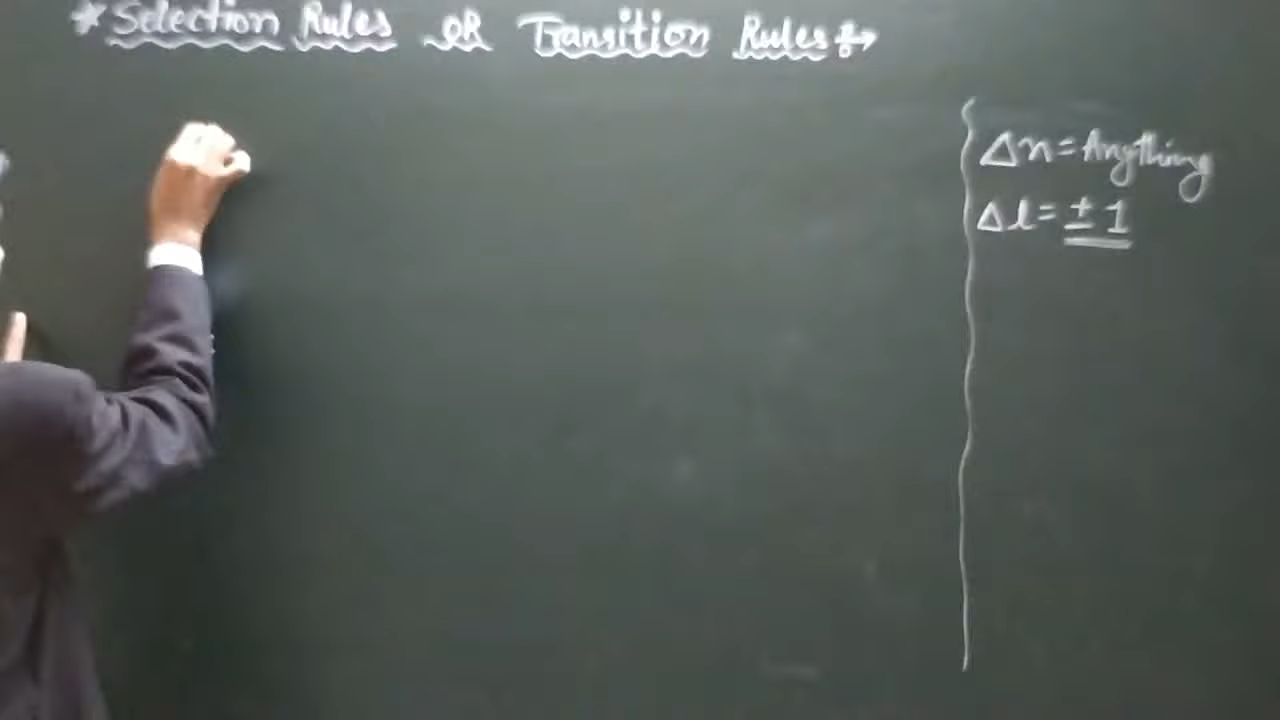 * Selection Rules OR Transition Rules :→
Δn = Anything
Δl = ± 1